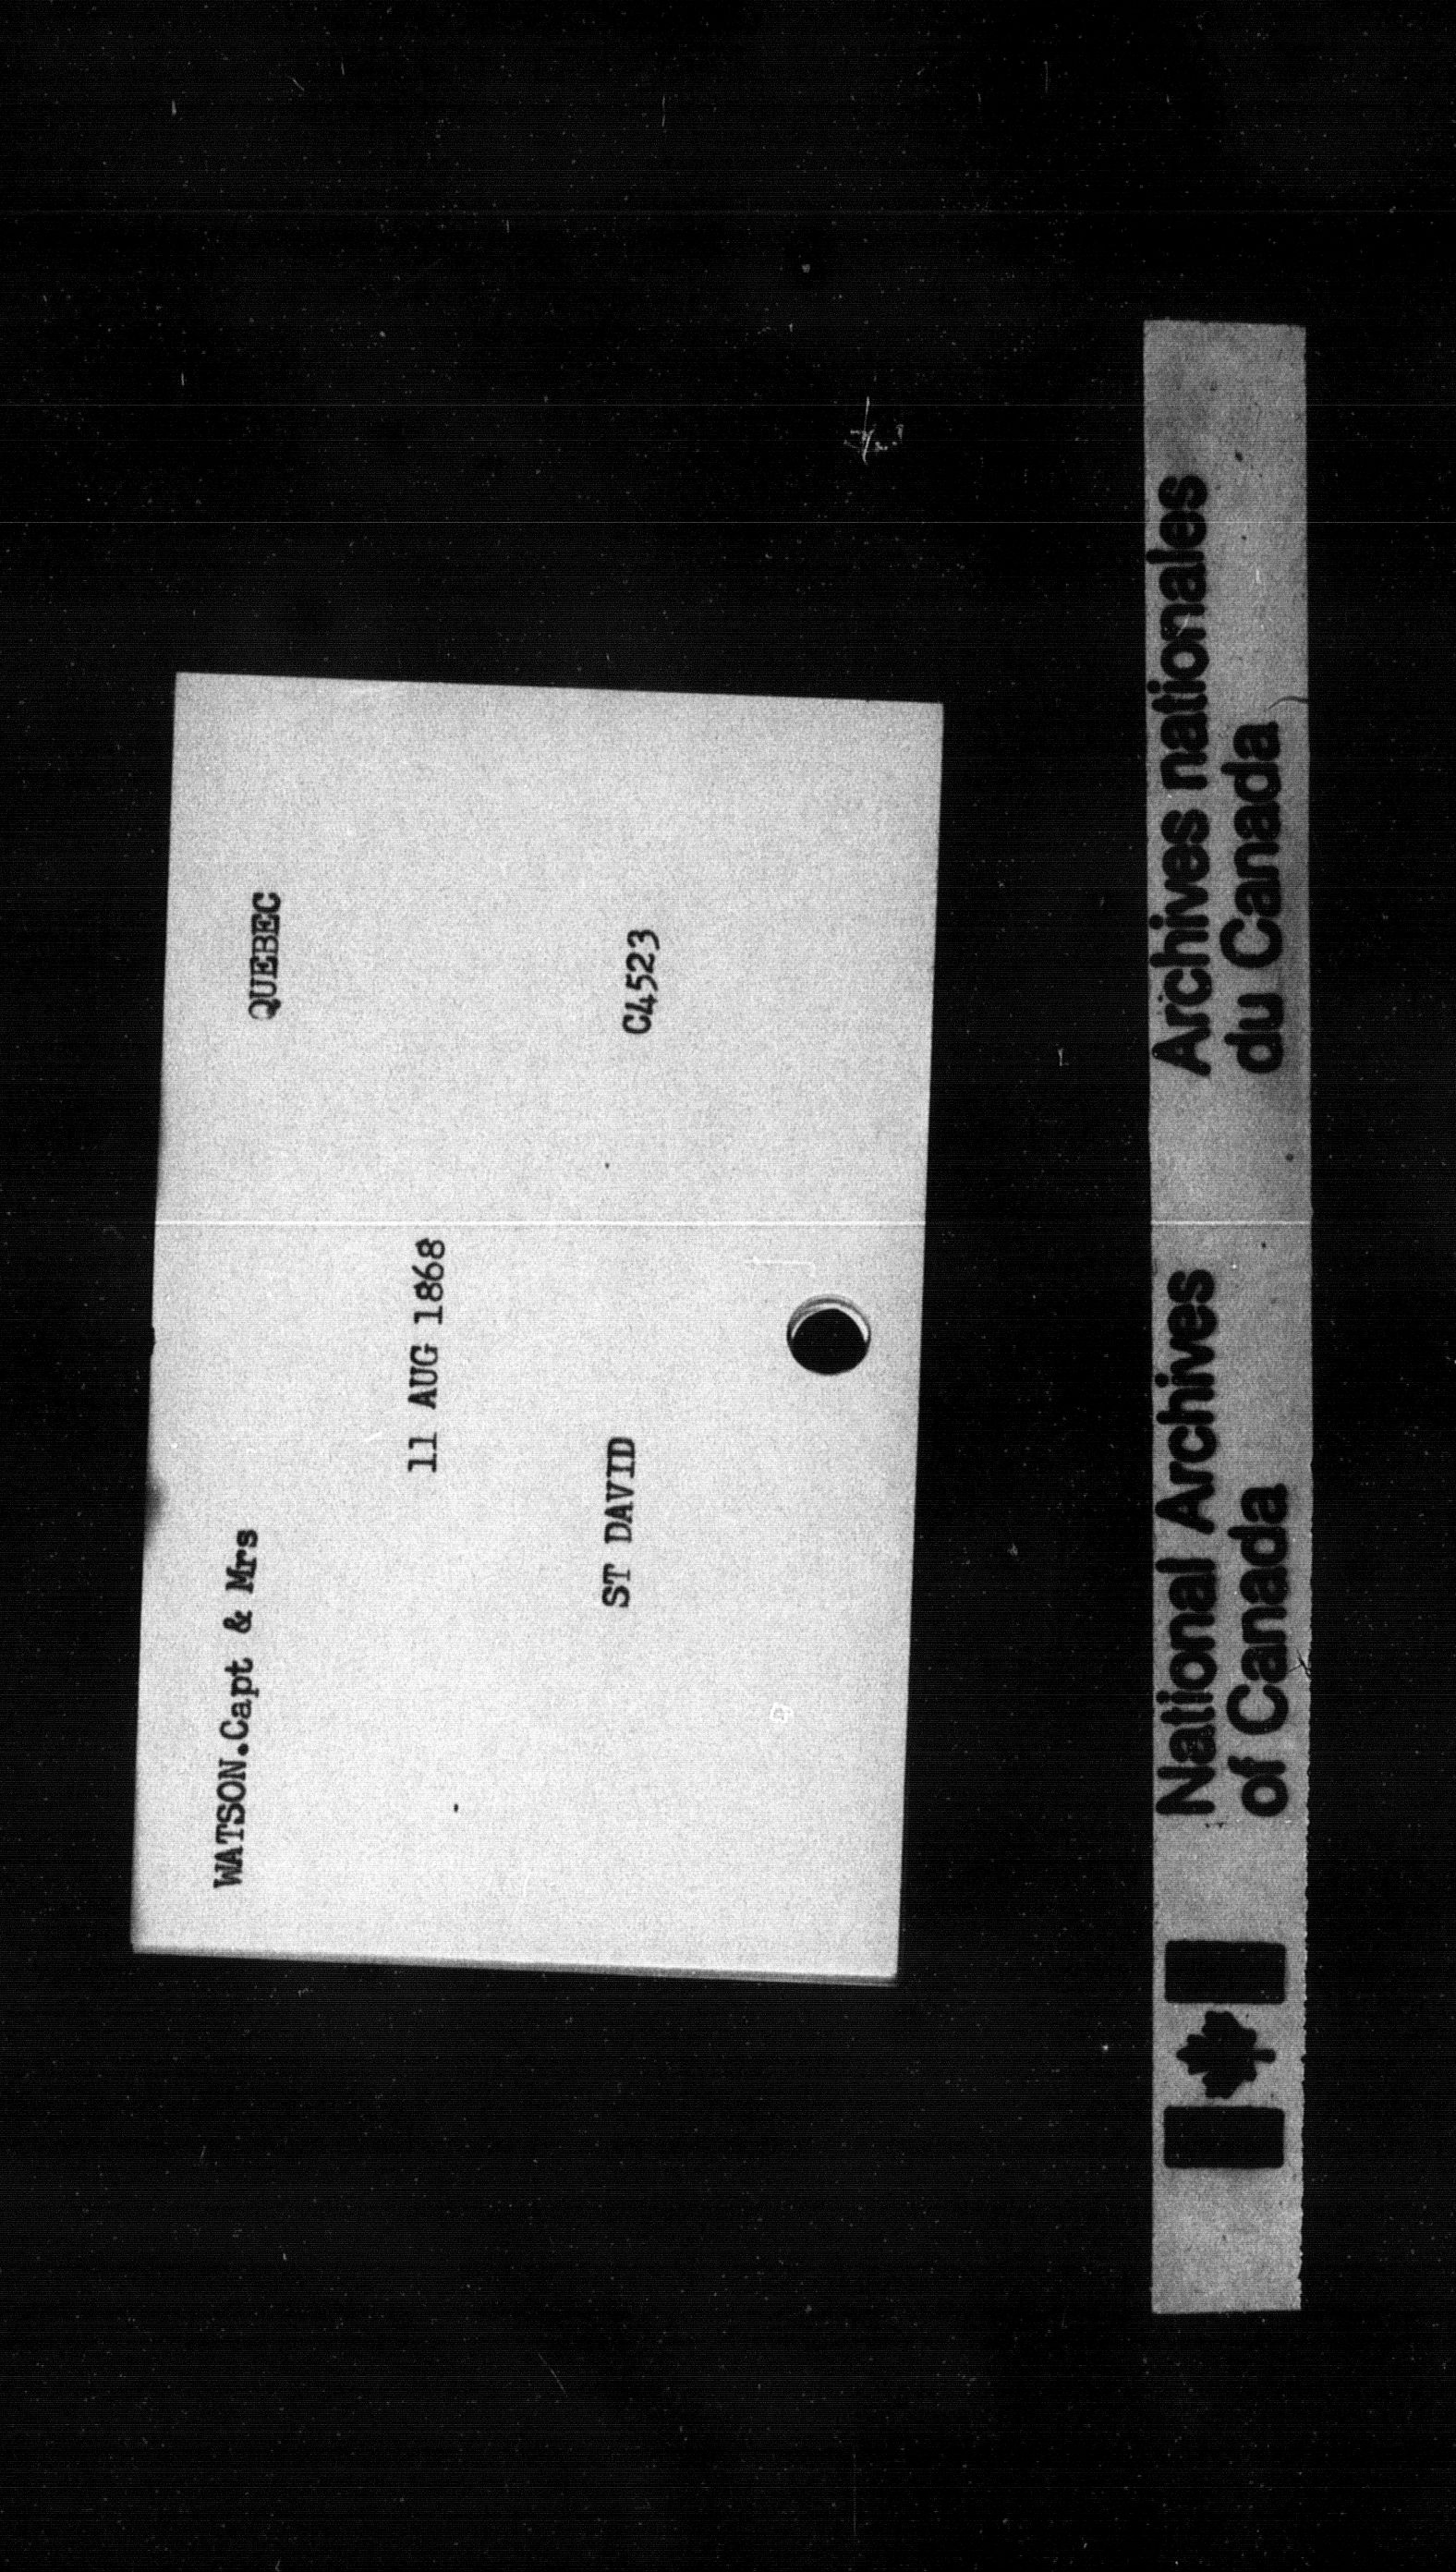 WATSON.Capt & Mrs QUEBEC
11 AUG 1868
ST DAVID C4523
National Archives
of Canada
Archives nationales
du Canada